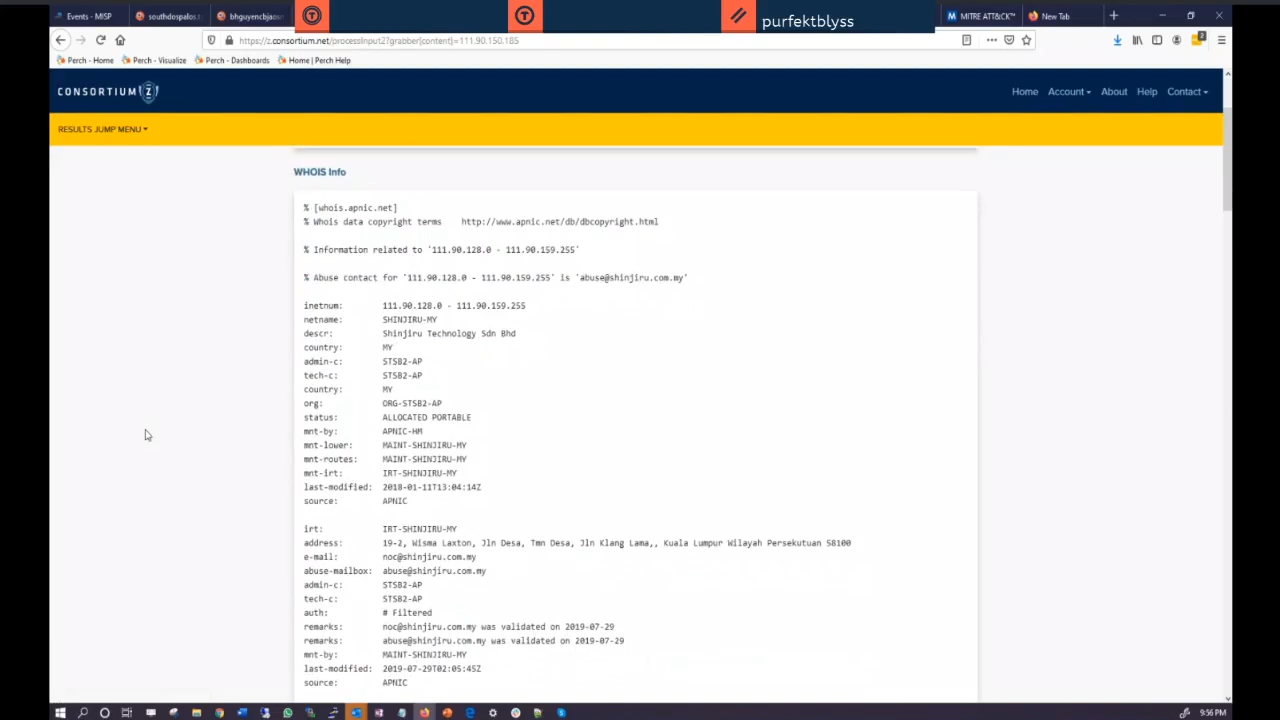 Events - MISP
southdospalos.
bhguyencbjaou
purfektblyss
MITRE ATT&CK™
New Tab
https://z.consortium.net/processInput2?grabber[content]=111.90.150.185
Perch - Home
Perch - Visualize
Perch - Dashboards
Home | Perch Help
CONSORTIUM Z
Home
Account
About
Help
Contact
RESULTS JUMP MENU
WHOIS Info
% [whois.apnic.net]
% Whois data copyright terms http://www.apnic.net/db/dbcopyright.html
% Information related to '111.90.128.0 - 111.90.159.255'
% Abuse contact for '111.90.128.0 - 111.90.159.255' is 'abuse@shinjiru.com.my'
inetnum: 111.90.128.0 - 111.90.159.255
netname: SHINJIRU-MY
descr: Shinjiru Technology Sdn Bhd
country: MY
admin-c: STSB2-AP
tech-c: STSB2-AP
country: MY
org: ORG-STSB2-AP
status: ALLOCATED PORTABLE
mnt-by: APNIC-HM
mnt-lower: MAINT-SHINJIRU-MY
mnt-routes: MAINT-SHINJIRU-MY
mnt-irt: IRT-SHINJIRU-MY
last-modified: 2018-01-11T13:04:14Z
source: APNIC
irt: IRT-SHINJIRU-MY
address: 19-2, Wisma Laxton, Jln Desa, Tmn Desa, Jln Klang Lama,, Kuala Lumpur Wilayah Persekutuan 58100
e-mail: noc@shinjiru.com.my
abuse-mailbox: abuse@shinjiru.com.my
admin-c: STSB2-AP
tech-c: STSB2-AP
auth: # Filtered
remarks: noc@shinjiru.com.my was validated on 2019-07-29
remarks: abuse@shinjiru.com.my was validated on 2019-07-29
mnt-by: MAINT-SHINJIRU-MY
last-modified: 2019-07-29T02:05:45Z
source: APNIC
9:56 PM